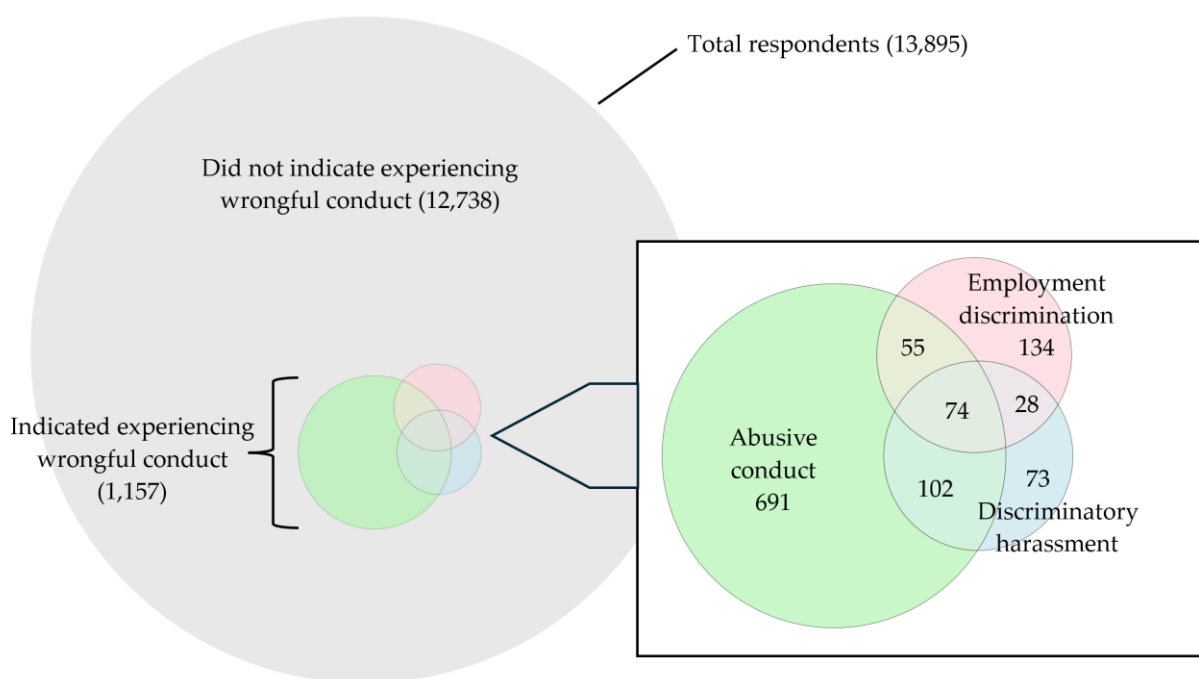 Total respondents (13,895)
Did not indicate experiencing
wrongful conduct (12,738)
Indicated experiencing
wrongful conduct
(1,157)
Employment
discrimination
55
134
74
28
Abusive
conduct
691
102
73
Discriminatory
harassment